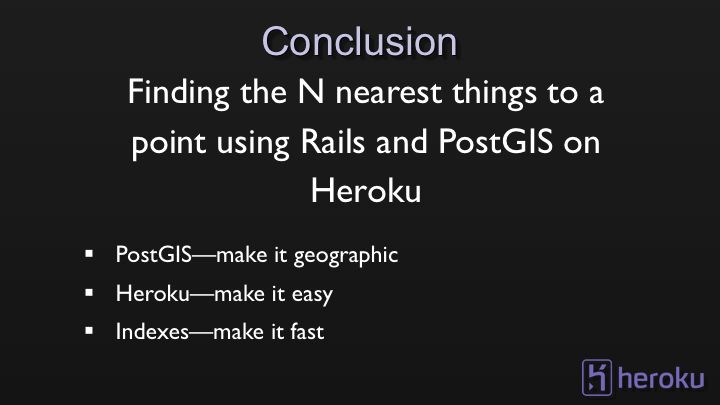 Conclusion
Finding the N nearest things to a
point using Rails and PostGIS on
Heroku
▪ PostGIS—make it geographic
▪ Heroku—make it easy
▪ Indexes—make it fast
heroku